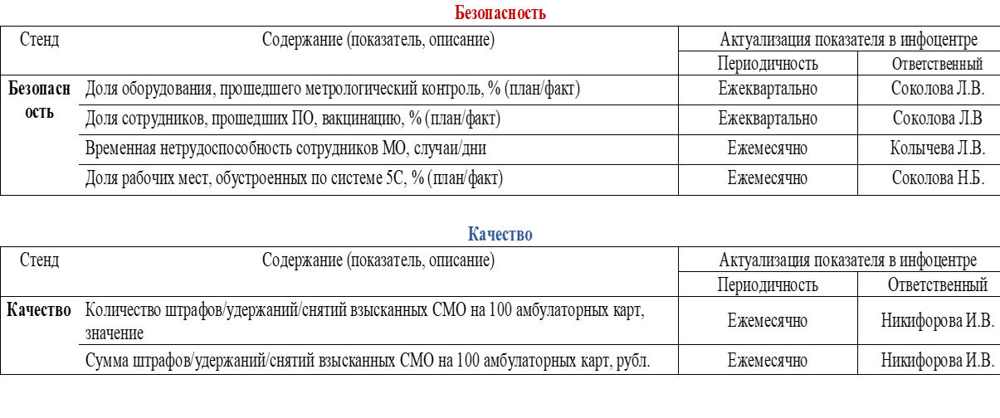 Безопасность
Стенд Содержание (показатель, описание) Актуализация показателя в инфоцентре
Периодичность Ответственный
Безопасн Доля оборудования, прошедшего метрологический контроль, % (план/факт) Ежеквартально Соколова Л.В.
ость Доля сотрудников, прошедших ПО, вакцинацию, % (план/факт) Ежеквартально Соколова Л.В
Временная нетрудоспособность сотрудников МО, случаи/дни Ежемесячно Колычева Л.В.
Доля рабочих мест, обустроенных по системе 5С, % (план/факт) Ежемесячно Соколова Н.Б.
Качество
Стенд Содержание (показатель, описание) Актуализация показателя в инфоцентре
Периодичность Ответственный
Качество Количество штрафов/удержаний/снятий взысканных СМО на 100 амбулаторных карт,
значение Ежемесячно Никифорова И.В.
Сумма штрафов/удержаний/снятий взысканных СМО на 100 амбулаторных карт, рубл. Ежемесячно Никифорова И.В.